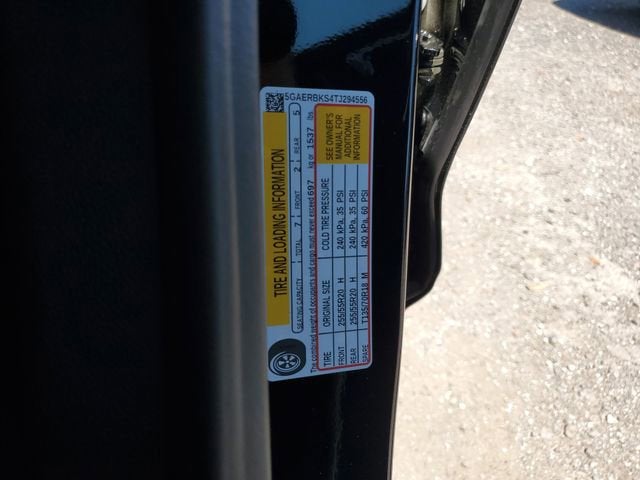 5GAERBKS4TJ294556
TIRE AND LOADING INFORMATION
SEATING CAPACITY TOTAL 7 FRONT 2 REAR 5
The combined weight of occupants and cargo must never exceed 697 kg or 1537 lbs
TIRE ORIGINAL SIZE COLD TIRE PRESSURE
FRONT 255/55R20 H 240 kPa, 35 PSI
REAR 255/55R20 H 240 kPa, 35 PSI
SPARE T135/70R18 M 420 kPa, 60 PSI
SEE OWNER'S
MANUAL FOR
ADDITIONAL
INFORMATION